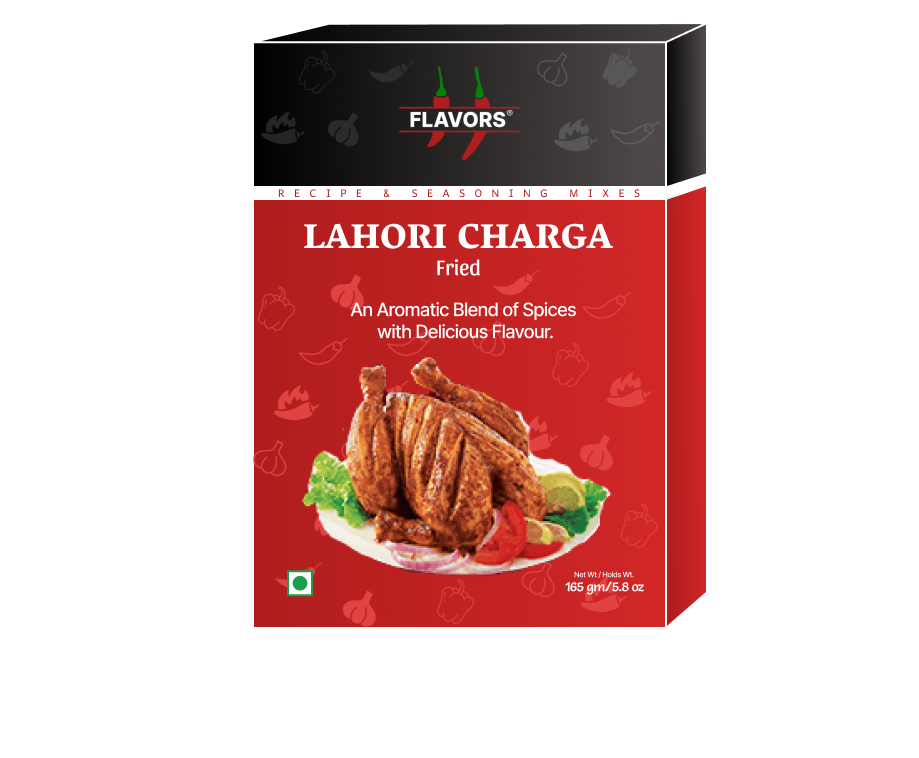 FLAVORS®
RECIPE & SEASONING MIXES
LAHORI CHARGA
Fried
An Aromatic Blend of Spices
with Delicious Flavour.
Net Wt / Holds Wt.
165 gm/5.8 oz